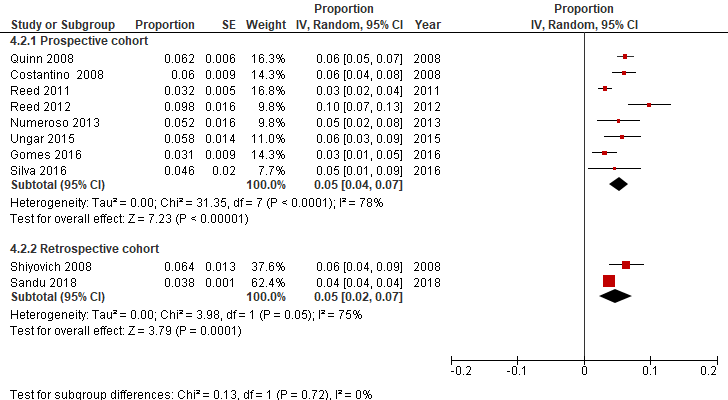 Proportion Proportion
Study or Subgroup Proportion SE Weight IV, Random, 95% CI Year IV, Random, 95% CI
4.2.1 Prospective cohort
Quinn 2008 0.062 0.006 16.3% 0.06 [0.05, 0.07] 2008
Costantino 2008 0.06 0.009 14.3% 0.06 [0.04, 0.08] 2008
Reed 2011 0.032 0.005 16.8% 0.03 [0.02, 0.04] 2011
Reed 2012 0.098 0.016 9.8% 0.10 [0.07, 0.13] 2012
Numeroso 2013 0.052 0.016 9.8% 0.05 [0.02, 0.08] 2013
Ungar 2015 0.058 0.014 11.0% 0.06 [0.03, 0.09] 2015
Gomes 2016 0.031 0.009 14.3% 0.03 [0.01, 0.05] 2016
Silva 2016 0.046 0.02 7.7% 0.05 [0.01, 0.09] 2016
Subtotal (95% CI) 100.0% 0.05 [0.04, 0.07]
Heterogeneity: Tau² = 0.00; Chi² = 31.35, df = 7 (P < 0.0001); I² = 78%
Test for overall effect: Z = 7.23 (P < 0.00001)
4.2.2 Retrospective cohort
Shiyovich 2008 0.064 0.013 37.6% 0.06 [0.04, 0.09] 2008
Sandu 2018 0.038 0.001 62.4% 0.04 [0.04, 0.04] 2018
Subtotal (95% CI) 100.0% 0.05 [0.02, 0.07]
Heterogeneity: Tau² = 0.00; Chi² = 3.98, df = 1 (P = 0.05); I² = 75%
Test for overall effect: Z = 3.79 (P = 0.0001)
-0.2 -0.1 0 0.1 0.2
Test for subgroup differences: Chi² = 0.13, df = 1 (P = 0.72), I² = 0%